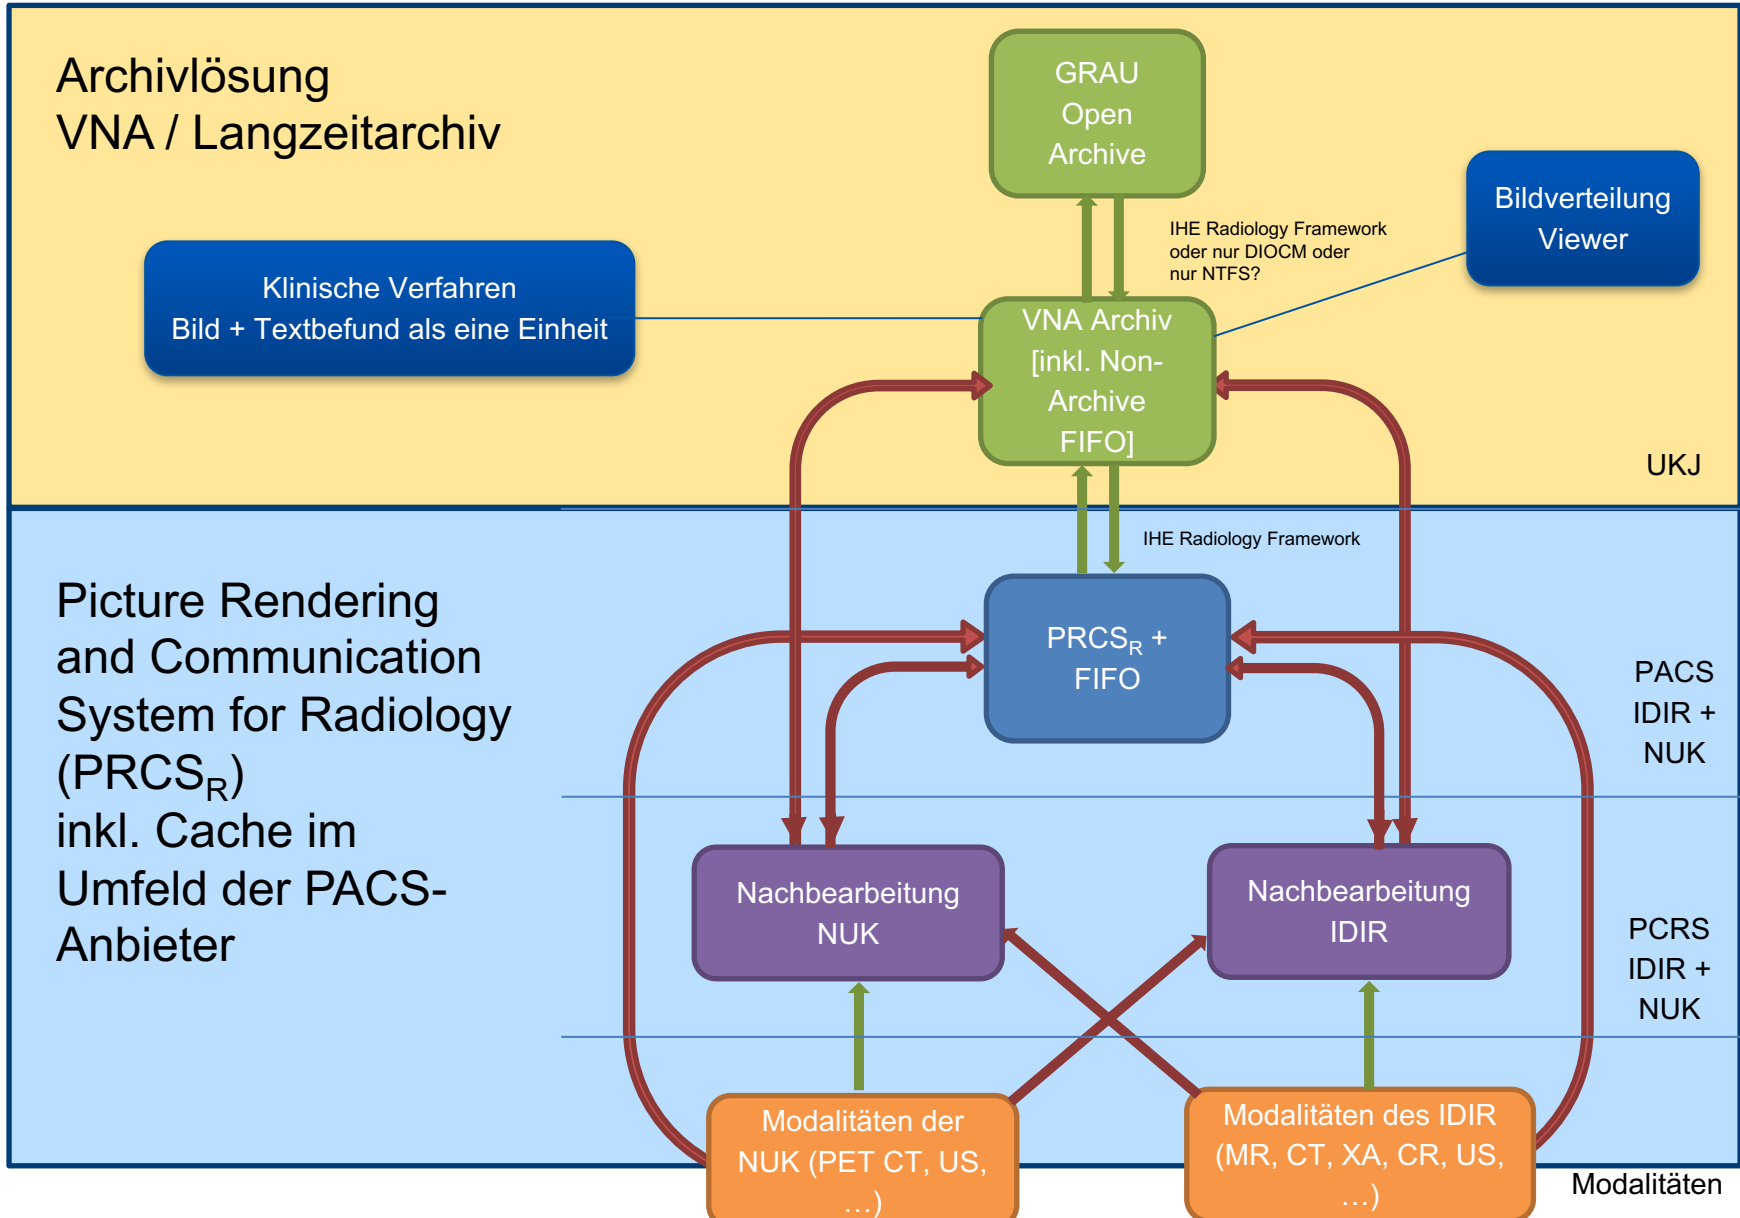 Archivlösung
VNA / Langzeitarchiv
GRAU
Open
Archive
Bildverteilung
Viewer
IHE Radiology Framework
oder nur DIOCM oder
nur NTFS?
Klinische Verfahren
Bild + Textbefund als eine Einheit
VNA Archiv
[inkl. Non-
Archive
FIFO]
UKJ
IHE Radiology Framework
Picture Rendering
and Communication
System for Radiology
(PRCSR)
inkl. Cache im
Umfeld der PACS-
Anbieter
PRCSR +
FIFO
PACS
IDIR +
NUK
Nachbearbeitung
NUK
Nachbearbeitung
IDIR
PCRS
IDIR +
NUK
Modalitäten der
NUK (PET CT, US,
…)
Modalitäten des IDIR
(MR, CT, XA, CR, US,
…)
Modalitäten